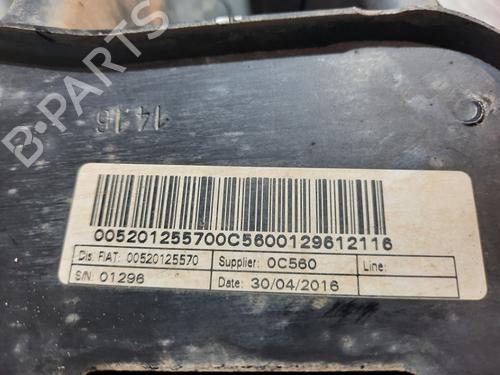 B-PARTS
14.16
005201255700C5600129612116
Dis. FIAT: 00520125570 Supplier: 0C560 Line:
S/N: 01296 Date: 30/04/2016